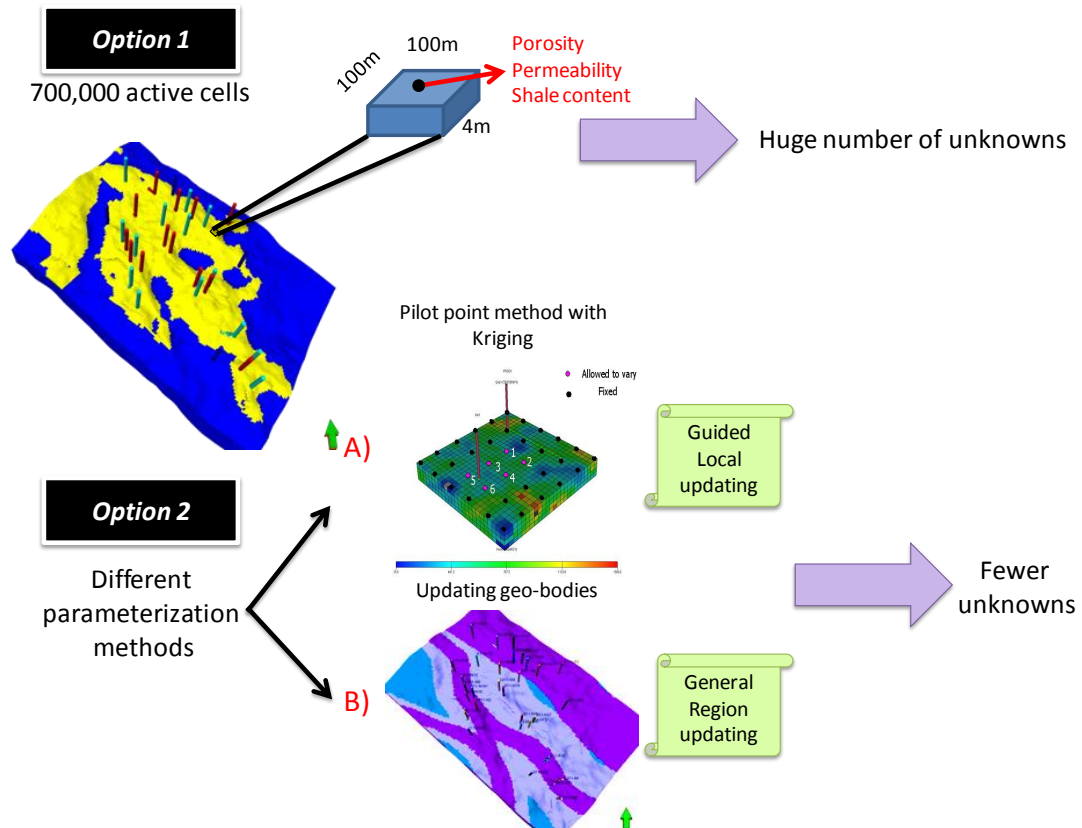 Option 1
700,000 active cells
100m
100m
4m
Porosity
Permeability
Shale content
Huge number of unknowns
Pilot point method with
Kriging
Allowed to vary
Fixed
1
2
3
4
5
6
A)
Guided
Local
updating
Option 2
Different
parameterization
methods
Updating geo-bodies
B)
General
Region
updating
Fewer
unknowns